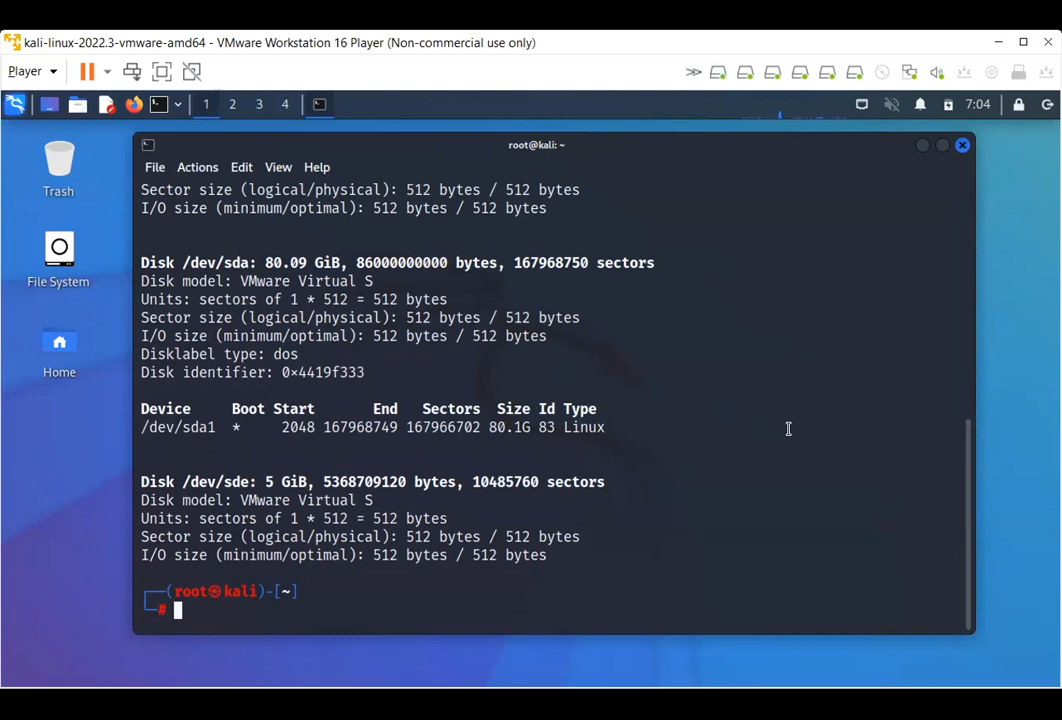 kali-linux-2022.3-vmware-amd64 - VMware Workstation 16 Player (Non-commercial use only)
Player
1 2 3 4
7:04
Trash
File System
Home
root@kali: ~
File Actions Edit View Help
Sector size (logical/physical): 512 bytes / 512 bytes
I/O size (minimum/optimal): 512 bytes / 512 bytes
Disk /dev/sda: 80.09 GiB, 86000000000 bytes, 167968750 sectors
Disk model: VMware Virtual S
Units: sectors of 1 * 512 = 512 bytes
Sector size (logical/physical): 512 bytes / 512 bytes
I/O size (minimum/optimal): 512 bytes / 512 bytes
Disklabel type: dos
Disk identifier: 0×4419f333
Device Boot Start End Sectors Size Id Type
/dev/sda1 * 2048 167968749 167966702 80.1G 83 Linux
Disk /dev/sde: 5 GiB, 5368709120 bytes, 10485760 sectors
Disk model: VMware Virtual S
Units: sectors of 1 * 512 = 512 bytes
Sector size (logical/physical): 512 bytes / 512 bytes
I/O size (minimum/optimal): 512 bytes / 512 bytes
┌──(root㉿kali)-[~]
└─#